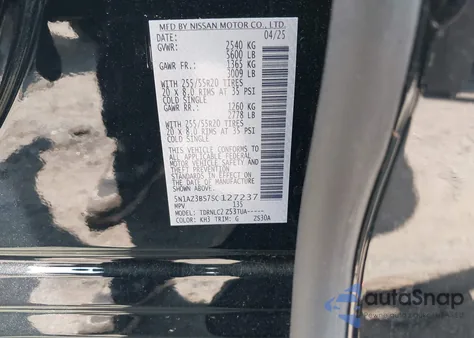 MFD BY NISSAN MOTOR CO., LTD.
DATE: 04/25
GVWR: 2540 KG
5600 LB
GAWR FR.: 1365 KG
3009 LB
WITH 255/55R20 TIRES
20 x 8.0 RIMS AT 35 PSI
COLD SINGLE
GAWR RR.: 1260 KG
2778 LB
WITH 255/55R20 TIRES
20 x 8.0 RIMS AT 35 PSI
COLD SINGLE
THIS VEHICLE CONFORMS TO ALL
APPLICABLE FEDERAL
MOTOR VEHICLE SAFETY AND
THEFT PREVENTION
STANDARDS IN EFFECT ON THE
DATE OF MANUFACTURE
SHOWN ABOVE.
5N1AZ3BS7SC127237
MPV 135
MODEL: TDRNLC2 Z53TUA-----
COLOR: KH3 TRIM: G Z53DA
autoSnap